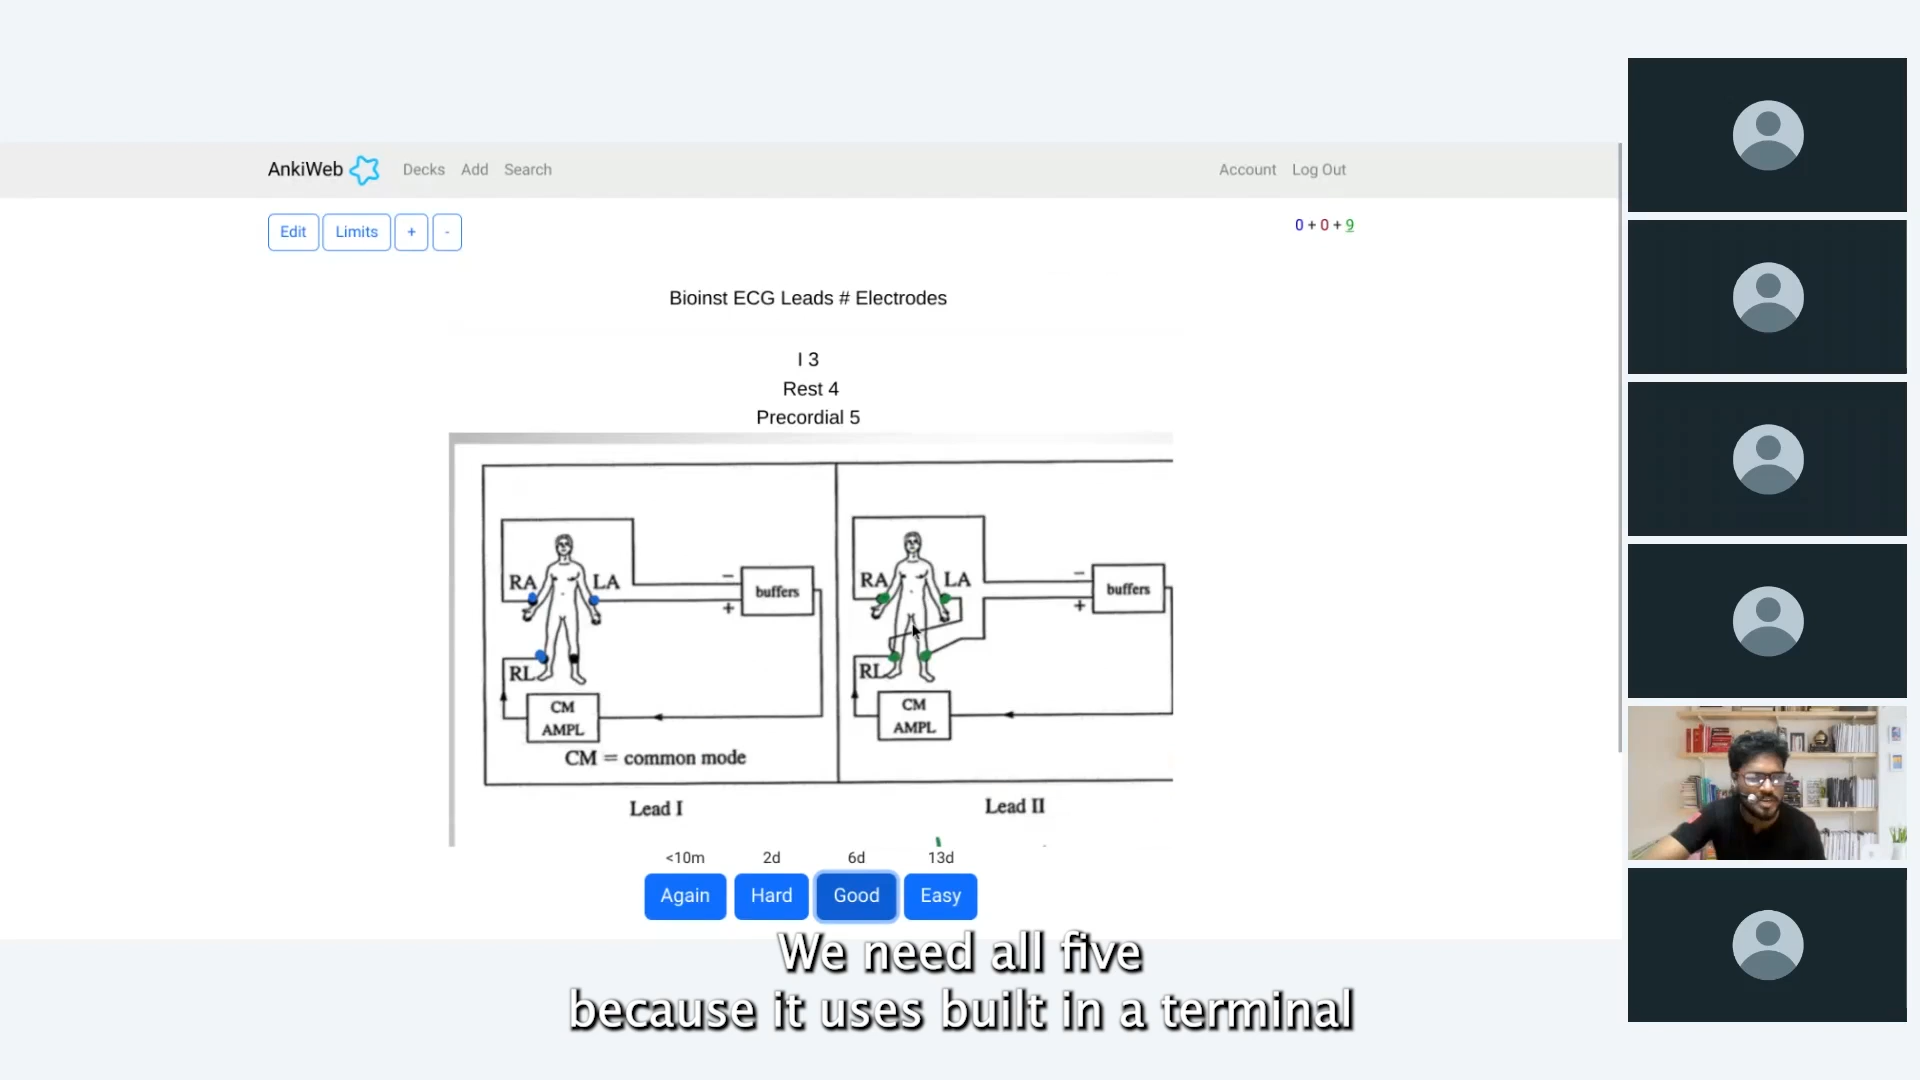 AnkiWeb
Decks Add Search
Account Log Out
Edit Limits + -
0 + 0 + 9
Bioinst ECG Leads # Electrodes
I 3
Rest 4
Precordial 5
RA LA
−
+
buffers
RL
CM
AMPL
CM = common mode
Lead I
RA LA
−
+
buffers
RL
CM
AMPL
Lead II
<10m 2d 6d 13d
Again Hard Good Easy
We need all five
because it uses built in a terminal